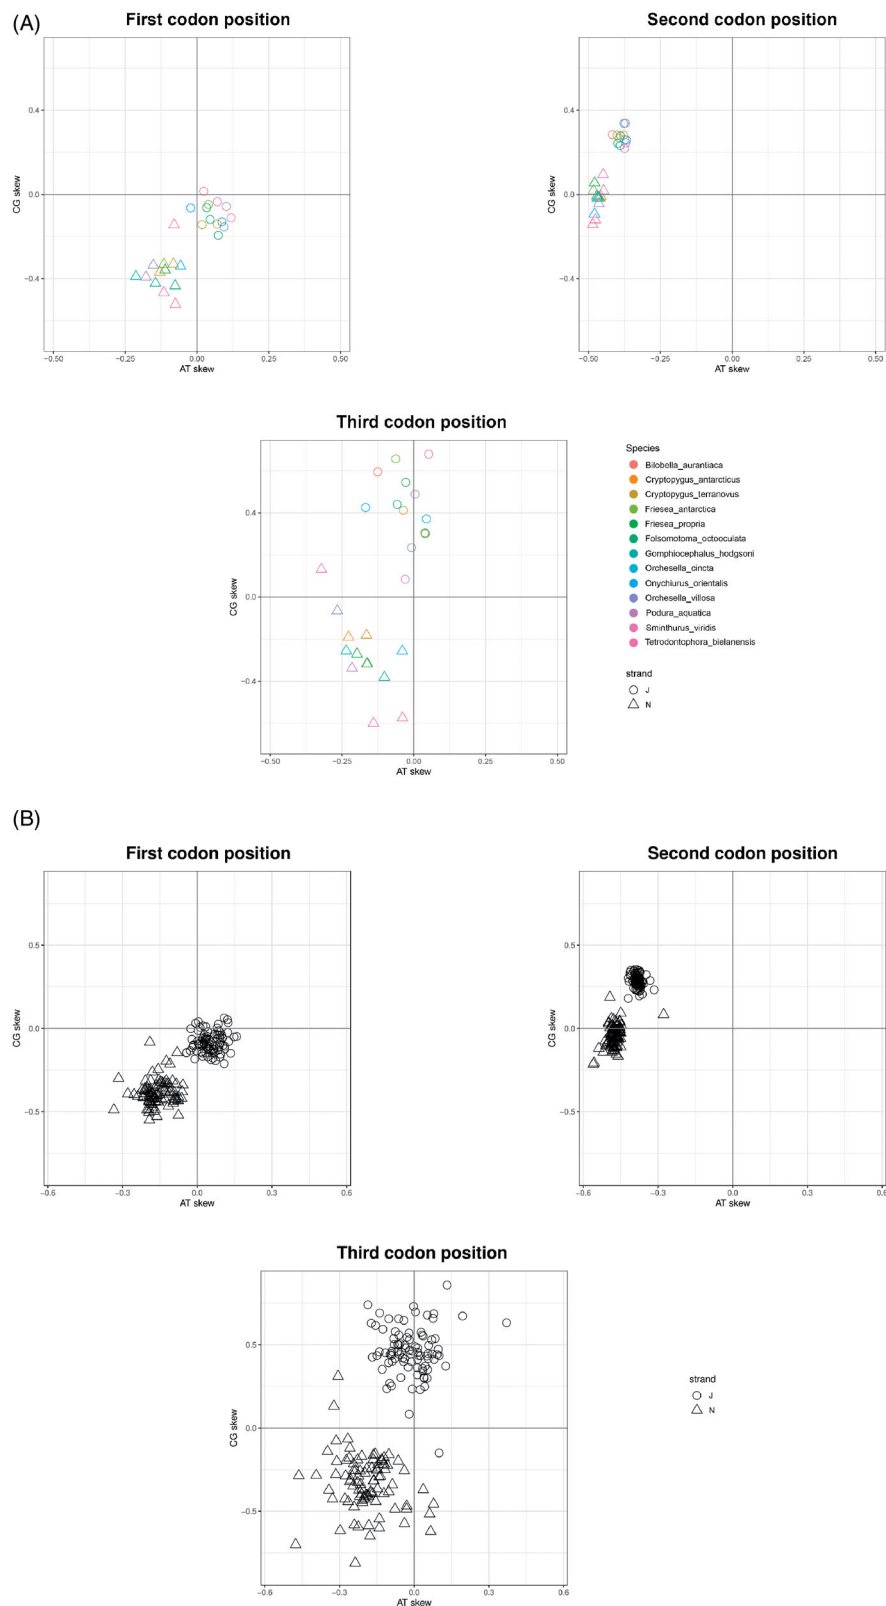 (A)
First codon position
Second codon position
CG skew
0.4
0.0
−0.4
−0.50
−0.25
0.00
0.25
0.50
AT skew
CG skew
0.4
0.0
−0.4
−0.50
−0.25
0.00
0.25
0.50
AT skew
Third codon position
CG skew
0.4
0.0
−0.4
−0.50
−0.25
0.00
0.25
0.50
AT skew
Species
Bilobella_aurantiaca
Cryptopygus_antarcticus
Cryptopygus_terranovus
Friesea_antarctica
Friesea_propria
Folsomotoma_octooculata
Gomphiocephalus_hodgsoni
Orchesella_cincta
Onychiurus_orientalis
Orchesella_villosa
Podura_aquatica
Sminthurus_viridis
Tetrodontophora_bielanensis
strand
J
N
(B)
First codon position
Second codon position
CG skew
0.5
0.0
−0.5
−0.6
−0.3
0.0
0.3
0.6
AT skew
CG skew
0.5
0.0
−0.5
−0.6
−0.3
0.0
0.3
0.6
AT skew
Third codon position
CG skew
0.5
0.0
−0.5
−0.6
−0.3
0.0
0.3
0.6
AT skew
strand
J
N